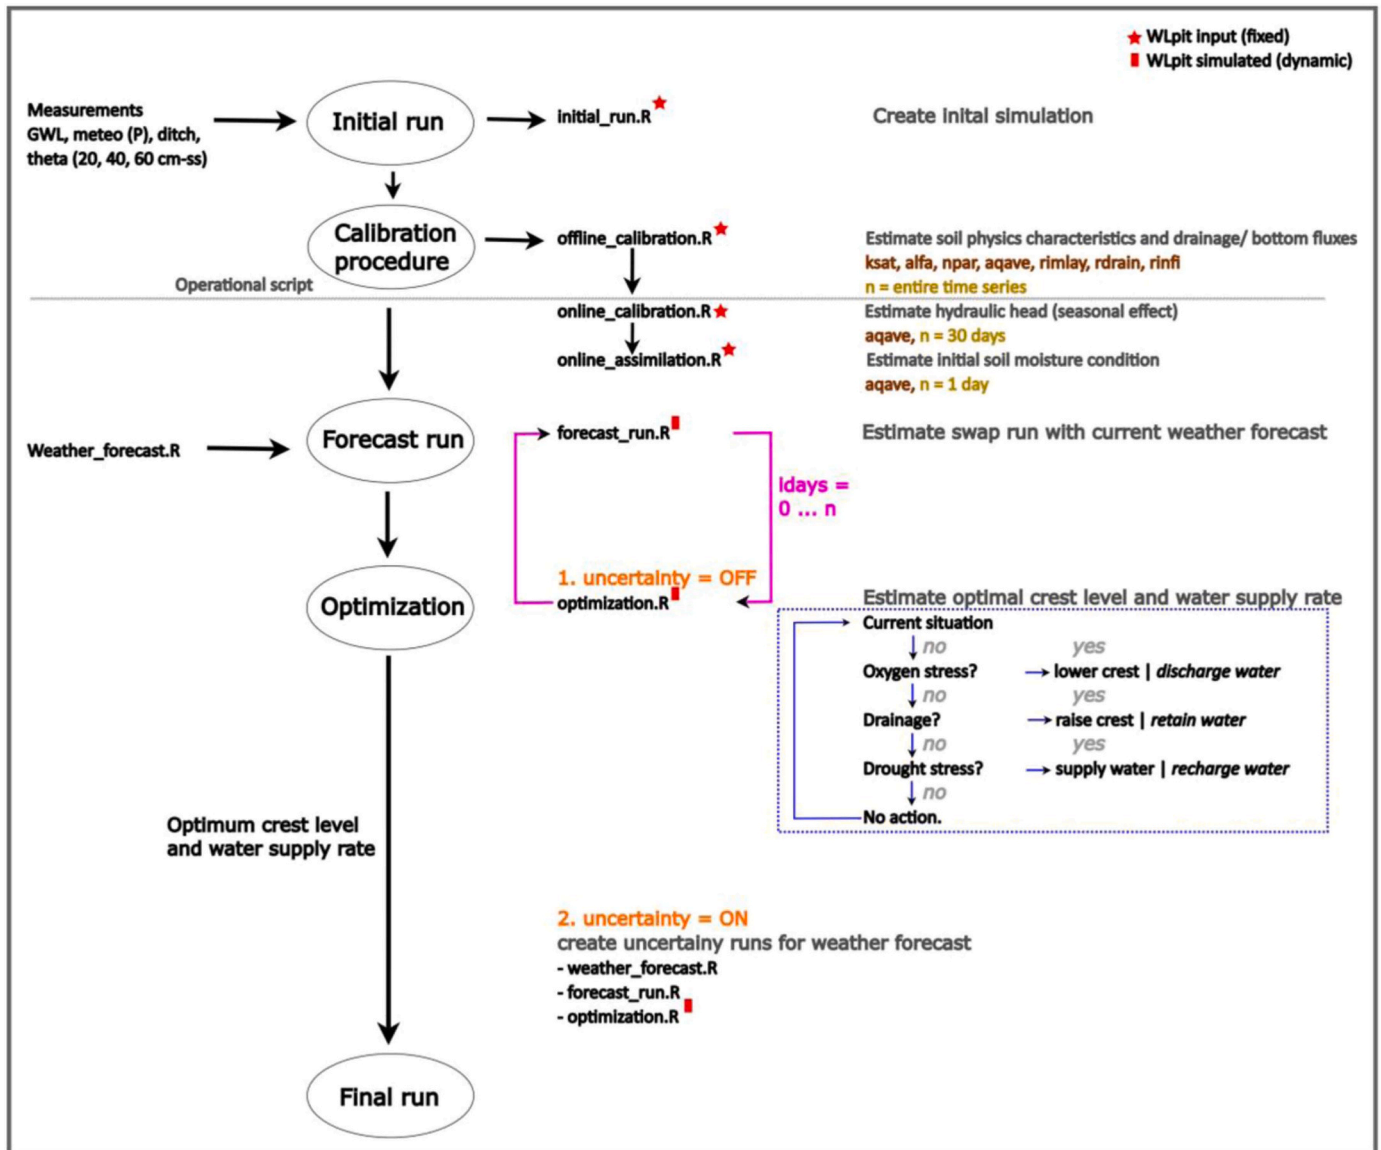 WLpit input (fixed)
WLpit simulated (dynamic)
Measurements
GWL, meteo (P), ditch,
theta (20, 40, 60 cm-ss)
Initial run
initial_run.R
Create inital simulation
Calibration
procedure
offline_calibration.R
Estimate soil physics characteristics and drainage/ bottom fluxes
ksat, alfa, npar, aqave, rimlay, rdrain, rinfi
n = entire time series
Operational script
online_calibration.R
Estimate hydraulic head (seasonal effect)
aqave, n = 30 days
online_assimilation.R
Estimate initial soil moisture condition
aqave, n = 1 day
Weather_forecast.R
Forecast run
forecast_run.R
Estimate swap run with current weather forecast
Idays =
0 ... n
1. uncertainty = OFF
optimization.R
Optimization
Estimate optimal crest level and water supply rate
Current situation
no yes
Oxygen stress? lower crest | discharge water
no yes
Drainage? raise crest | retain water
no yes
Drought stress? supply water | recharge water
no
No action.
Optimum crest level
and water supply rate
2. uncertainty = ON
create uncertainy runs for weather forecast
- weather_forecast.R
- forecast_run.R
- optimization.R
Final run